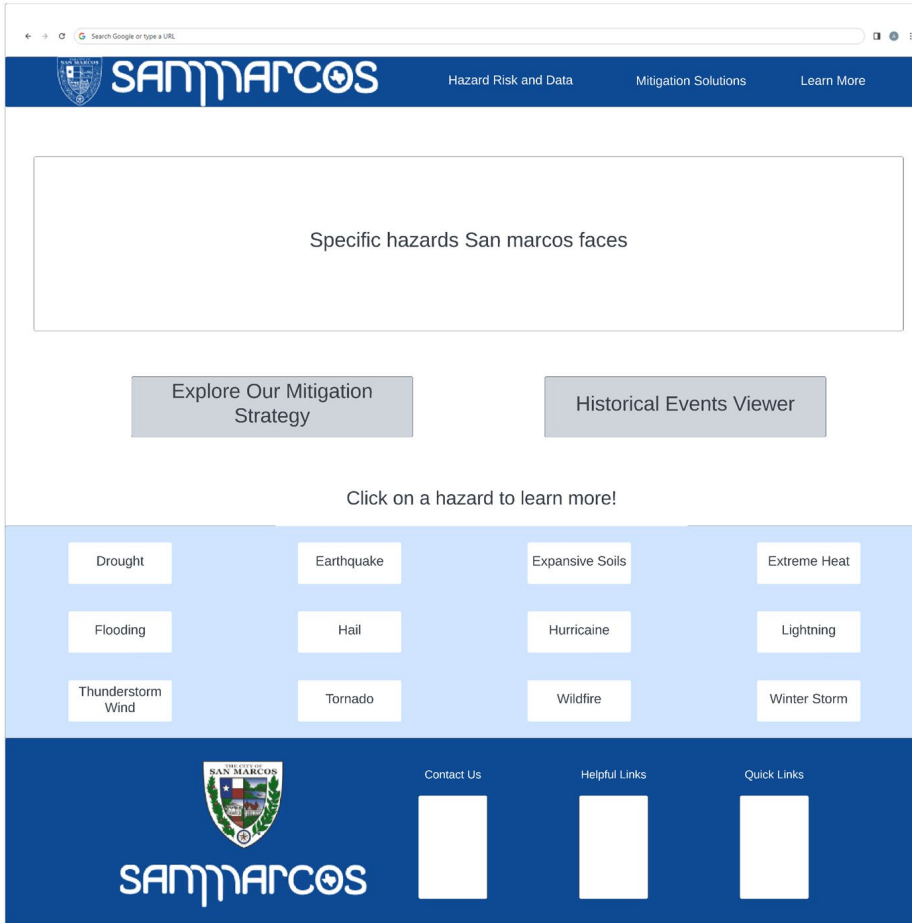 Search Google or type a URL
SAN MARCOS
SAN MARCOS Hazard Risk and Data Mitigation Solutions Learn More
Specific hazards San marcos faces
Explore Our Mitigation
Strategy
Historical Events Viewer
Click on a hazard to learn more!
Drought Earthquake Expansive Soils Extreme Heat
Flooding Hail Hurricaine Lightning
Thunderstorm
Wind
Tornado Wildfire Winter Storm
THE CITY OF
SAN MARCOS
Contact Us Helpful Links Quick Links
SAN MARCOS